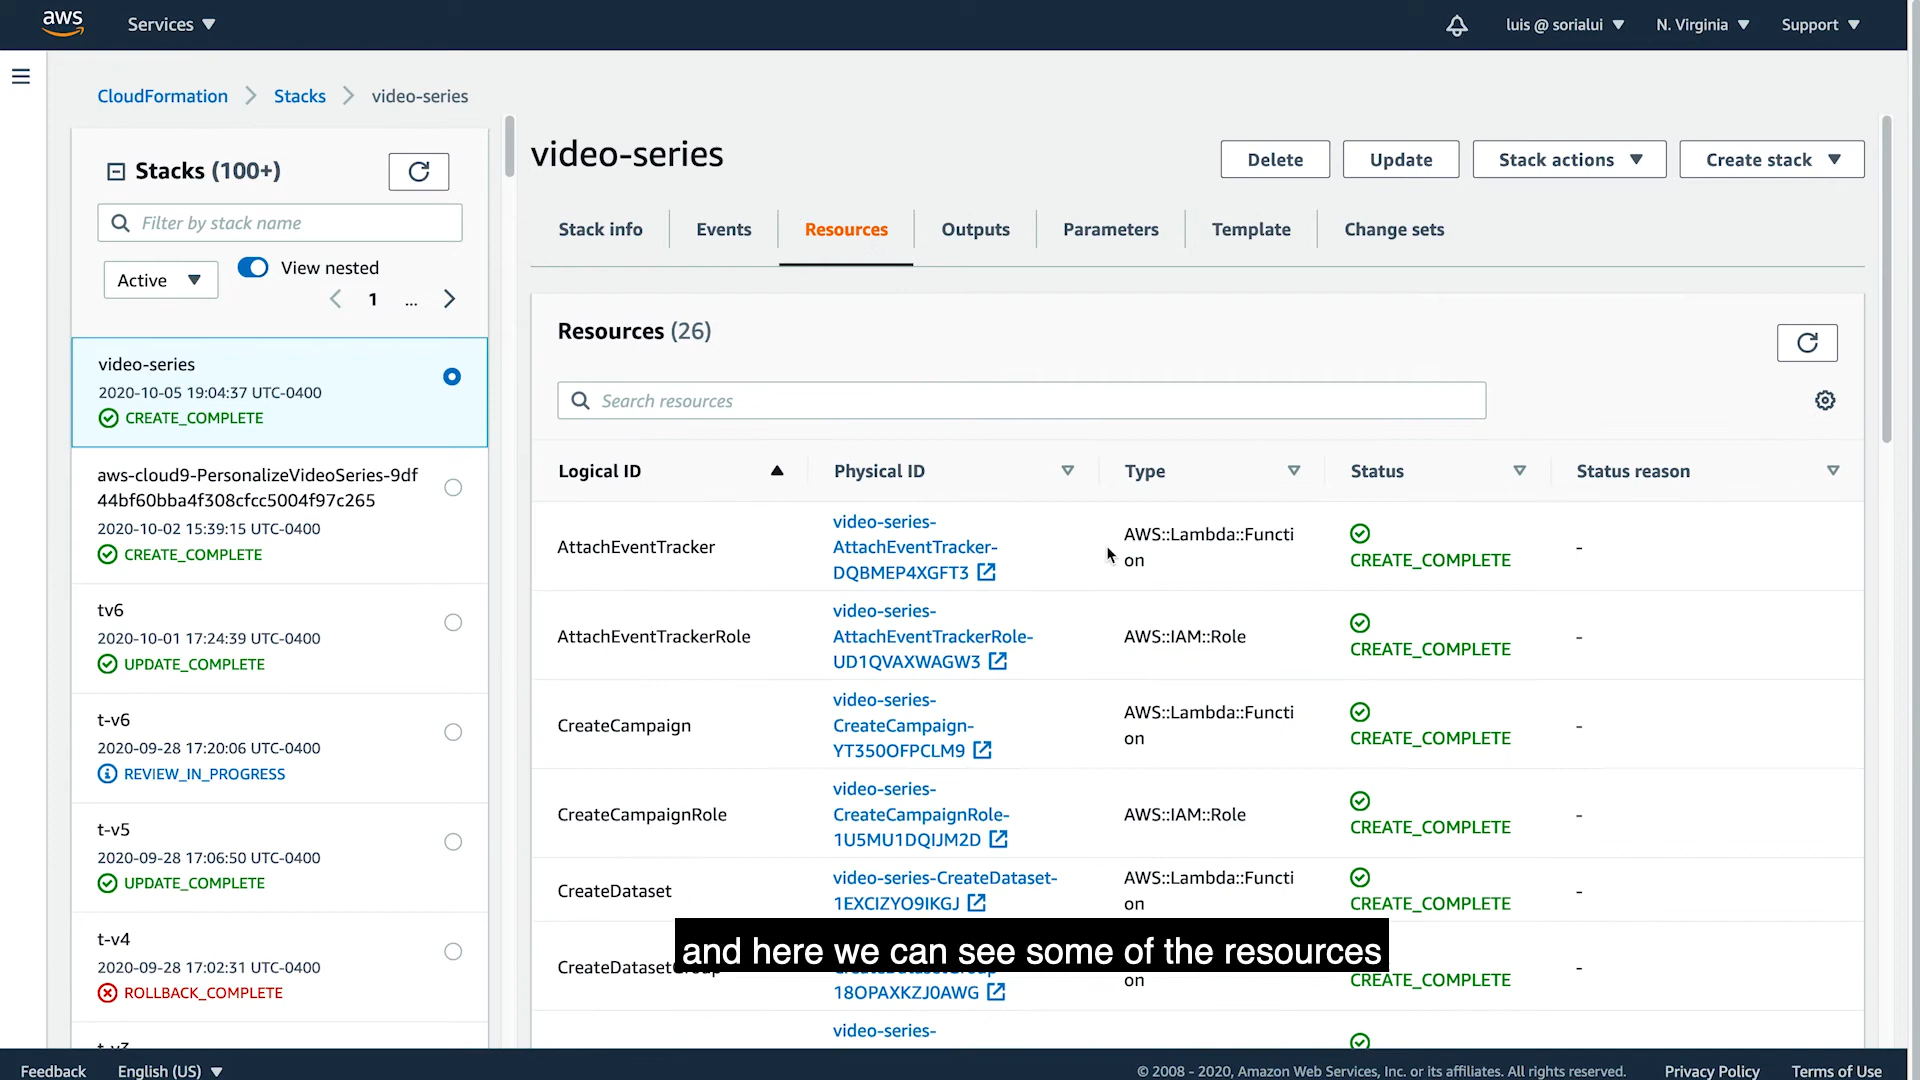 aws
Services
luis @ sorialui
N. Virginia
Support
CloudFormation
Stacks
video-series
Stacks (100+)
Filter by stack name
Active
View nested
1
...
video-series
2020-10-05 19:04:37 UTC-0400
CREATE_COMPLETE
aws-cloud9-PersonalizeVideoSeries-9df
44bf60bba4f308cfcc5004f97c265
2020-10-02 15:39:15 UTC-0400
CREATE_COMPLETE
tv6
2020-10-01 17:24:39 UTC-0400
UPDATE_COMPLETE
t-v6
2020-09-28 17:20:06 UTC-0400
REVIEW_IN_PROGRESS
t-v5
2020-09-28 17:06:50 UTC-0400
UPDATE_COMPLETE
t-v4
2020-09-28 17:02:31 UTC-0400
ROLLBACK_COMPLETE
video-series
Delete
Update
Stack actions
Create stack
Stack info
Events
Resources
Outputs
Parameters
Template
Change sets
Resources (26)
Search resources
Logical ID
Physical ID
Type
Status
Status reason
AttachEventTracker
video-series-
AttachEventTracker-
DQBMEP4XGFT3
AWS::Lambda::Functi
on
CREATE_COMPLETE
-
AttachEventTrackerRole
video-series-
AttachEventTrackerRole-
UD1QVAXWAGW3
AWS::IAM::Role
CREATE_COMPLETE
-
CreateCampaign
video-series-
CreateCampaign-
YT350OFPCLM9
AWS::Lambda::Functi
on
CREATE_COMPLETE
-
CreateCampaignRole
video-series-
CreateCampaignRole-
1U5MU1DQIJM2D
AWS::IAM::Role
CREATE_COMPLETE
-
CreateDataset
video-series-CreateDataset-
1EXCIZYO9IKGJ
AWS::Lambda::Functi
on
CREATE_COMPLETE
-
and here we can see some of the resources
18OPAXKZJ0AWG
on
CREATE_COMPLETE
-
video-series-
Feedback
English (US)
© 2008 - 2020, Amazon Web Services, Inc. or its affiliates. All rights reserved.
Privacy Policy
Terms of Use